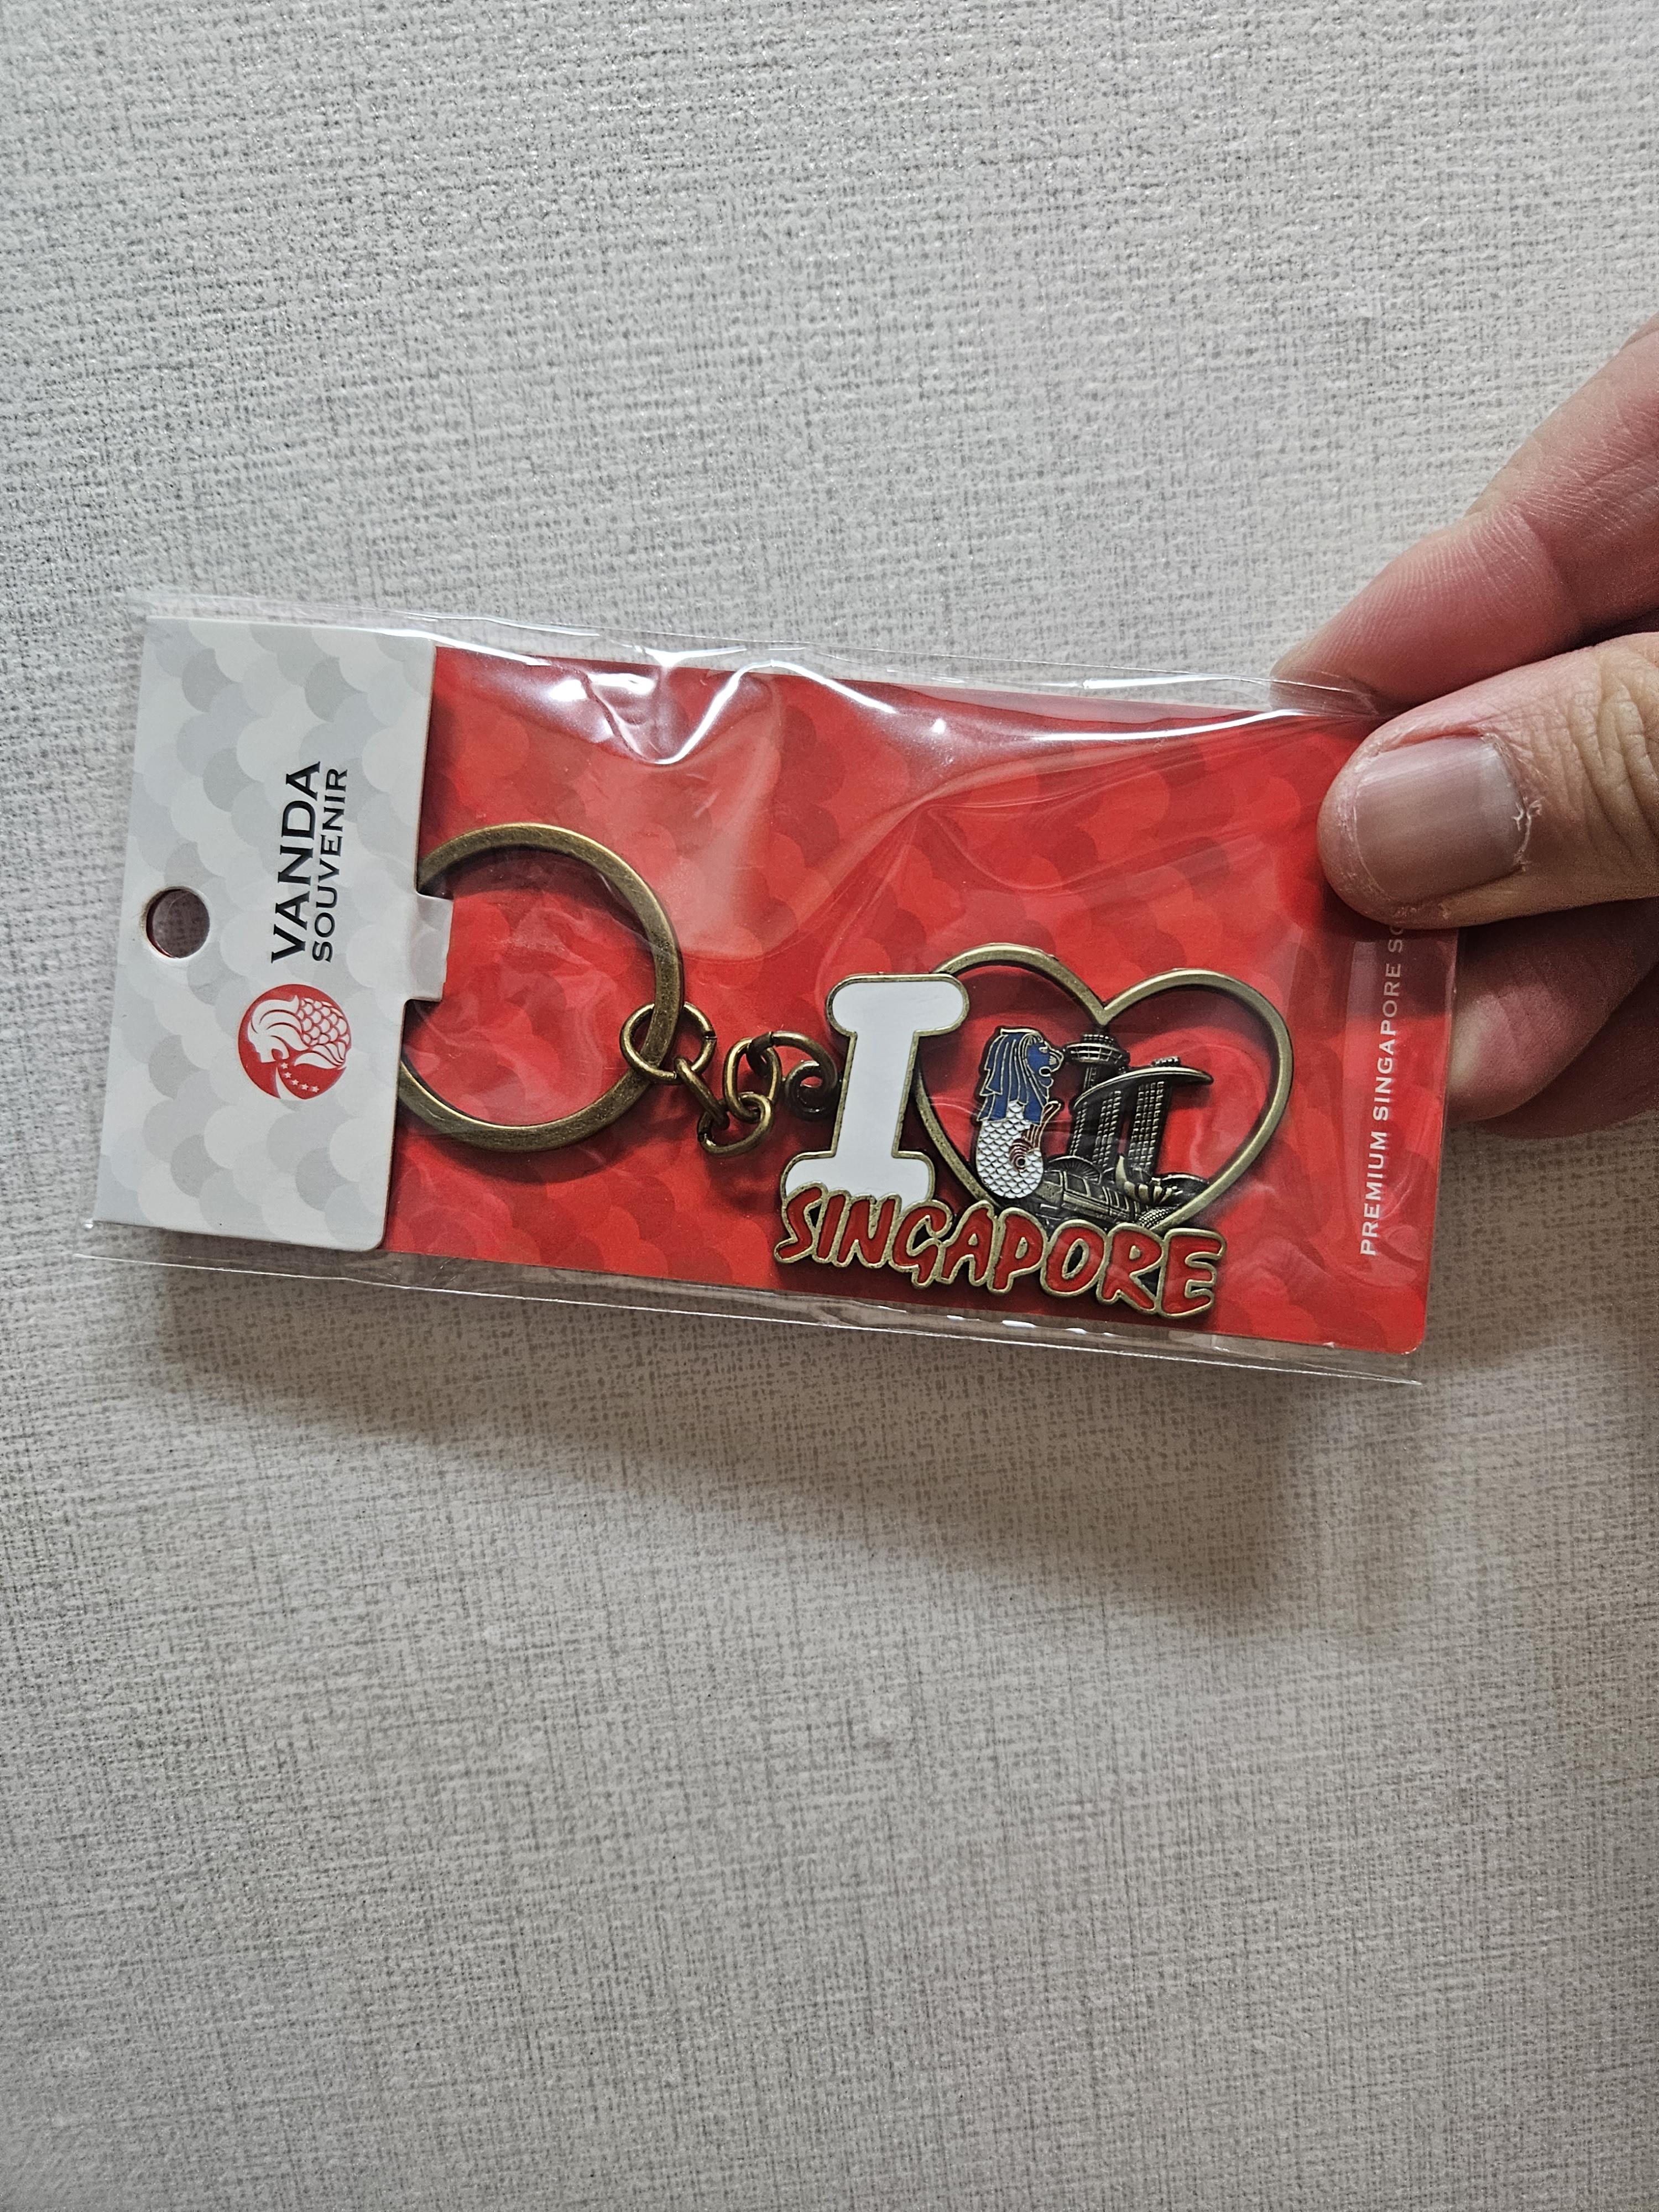 VANDA
SOUVENIR
I
SINGAPORE
PREMIUM SINGAPORE